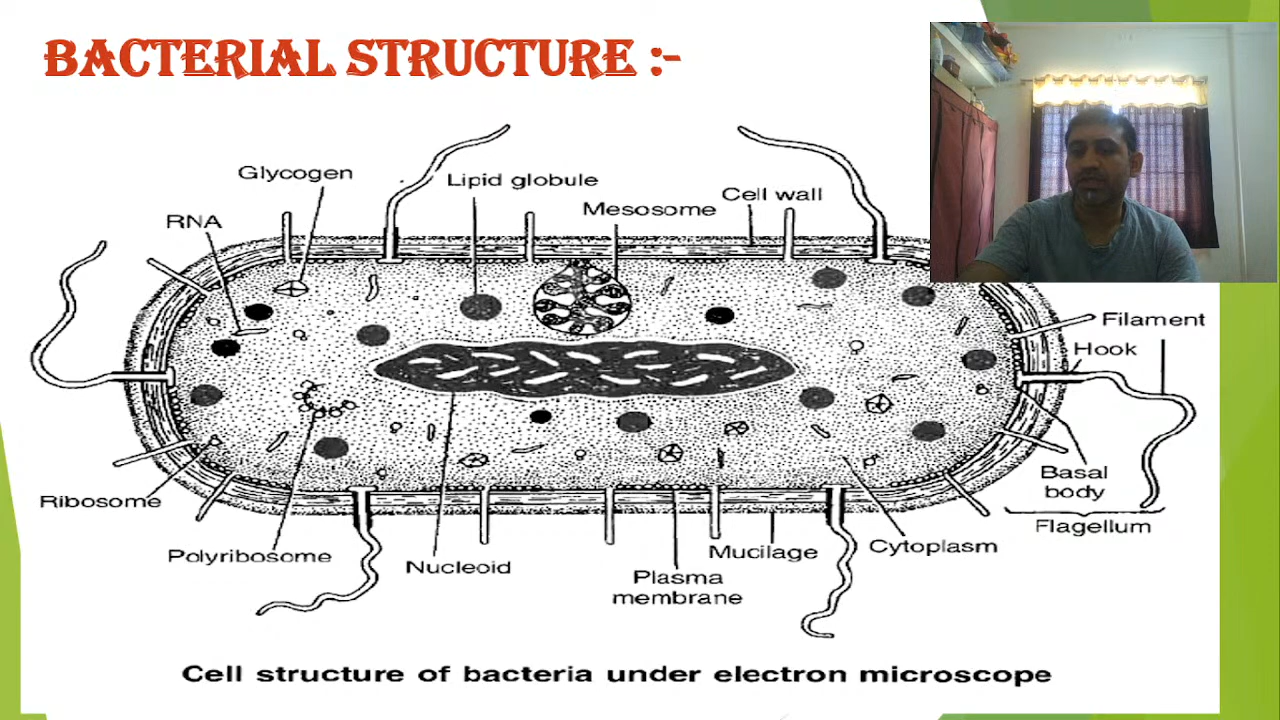 BACTERIAL STRUCTURE :-
Glycogen
Lipid globule
Mesosome
Cell wall
RNA
Filament
Hook
Basal
body
Flagellum
Ribosome
Polyribosome
Nucleoid
Plasma
membrane
Mucilage
Cytoplasm
Cell structure of bacteria under electron microscope